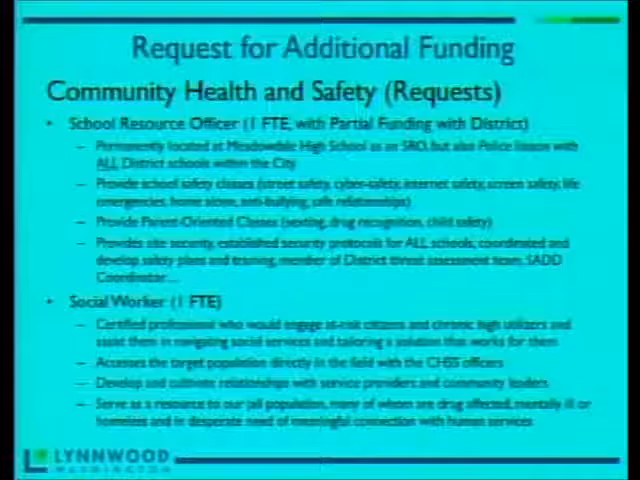 Request for Additional Funding
Community Health and Safety (Requests)
• School Resource Officer (1 FTE, with Partial Funding with District)
– Permanently located at Meadowdale High School as an SRO, but also Police liaison with
ALL District schools within the City
– Provide school safety classes (street safety, cyber-safety, internet safety, screen safety, life
emergencies, home alone, anti-bullying, safe relationships)
– Provide Parent-Oriented Classes (sexting, drug recognition, child safety)
– Provides site security, established security protocols for ALL schools, coordinated and
develop safety plans and training, member of District threat assessment team, SADD
Coordinator…
• Social Worker (1 FTE)
– Certified professional who would engage at-risk citizens and chronic high utilizers and
assist them in navigating social services and tailoring a solution that works for them
– Accesses the target population directly in the field with the CHSS officers
– Develop and cultivate relationships with service providers and community leaders
– Serve as a resource to our jail population, many of whom are drug affected, mentally ill or
homeless and in desperate need of meaningful connection with human services
LYNNWOOD
WASHINGTON